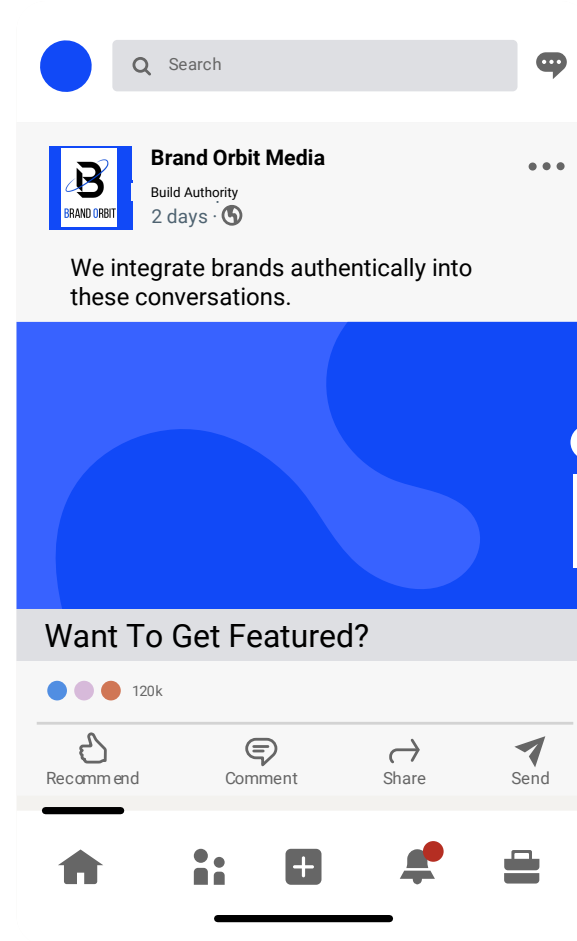 Search
Brand Orbit Media
BRAND ORBIT
Build Authority
2 days ·
We integrate brands authentically into
these conversations.
Want To Get Featured?
120k
Recommend
Comment
Share
Send